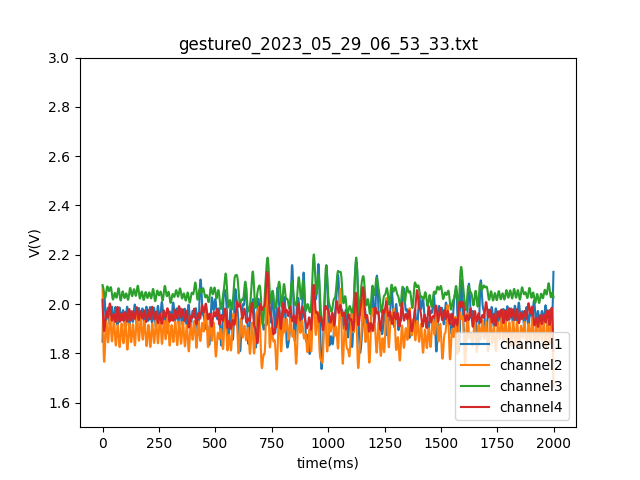 gesture0_2023_05_29_06_53_33.txt
3.0
2.8
2.6
2.4
2.2
2.0
1.8
1.6
V(V)
channel1
channel2
channel3
channel4
0 250 500 750 1000 1250 1500 1750 2000
time(ms)